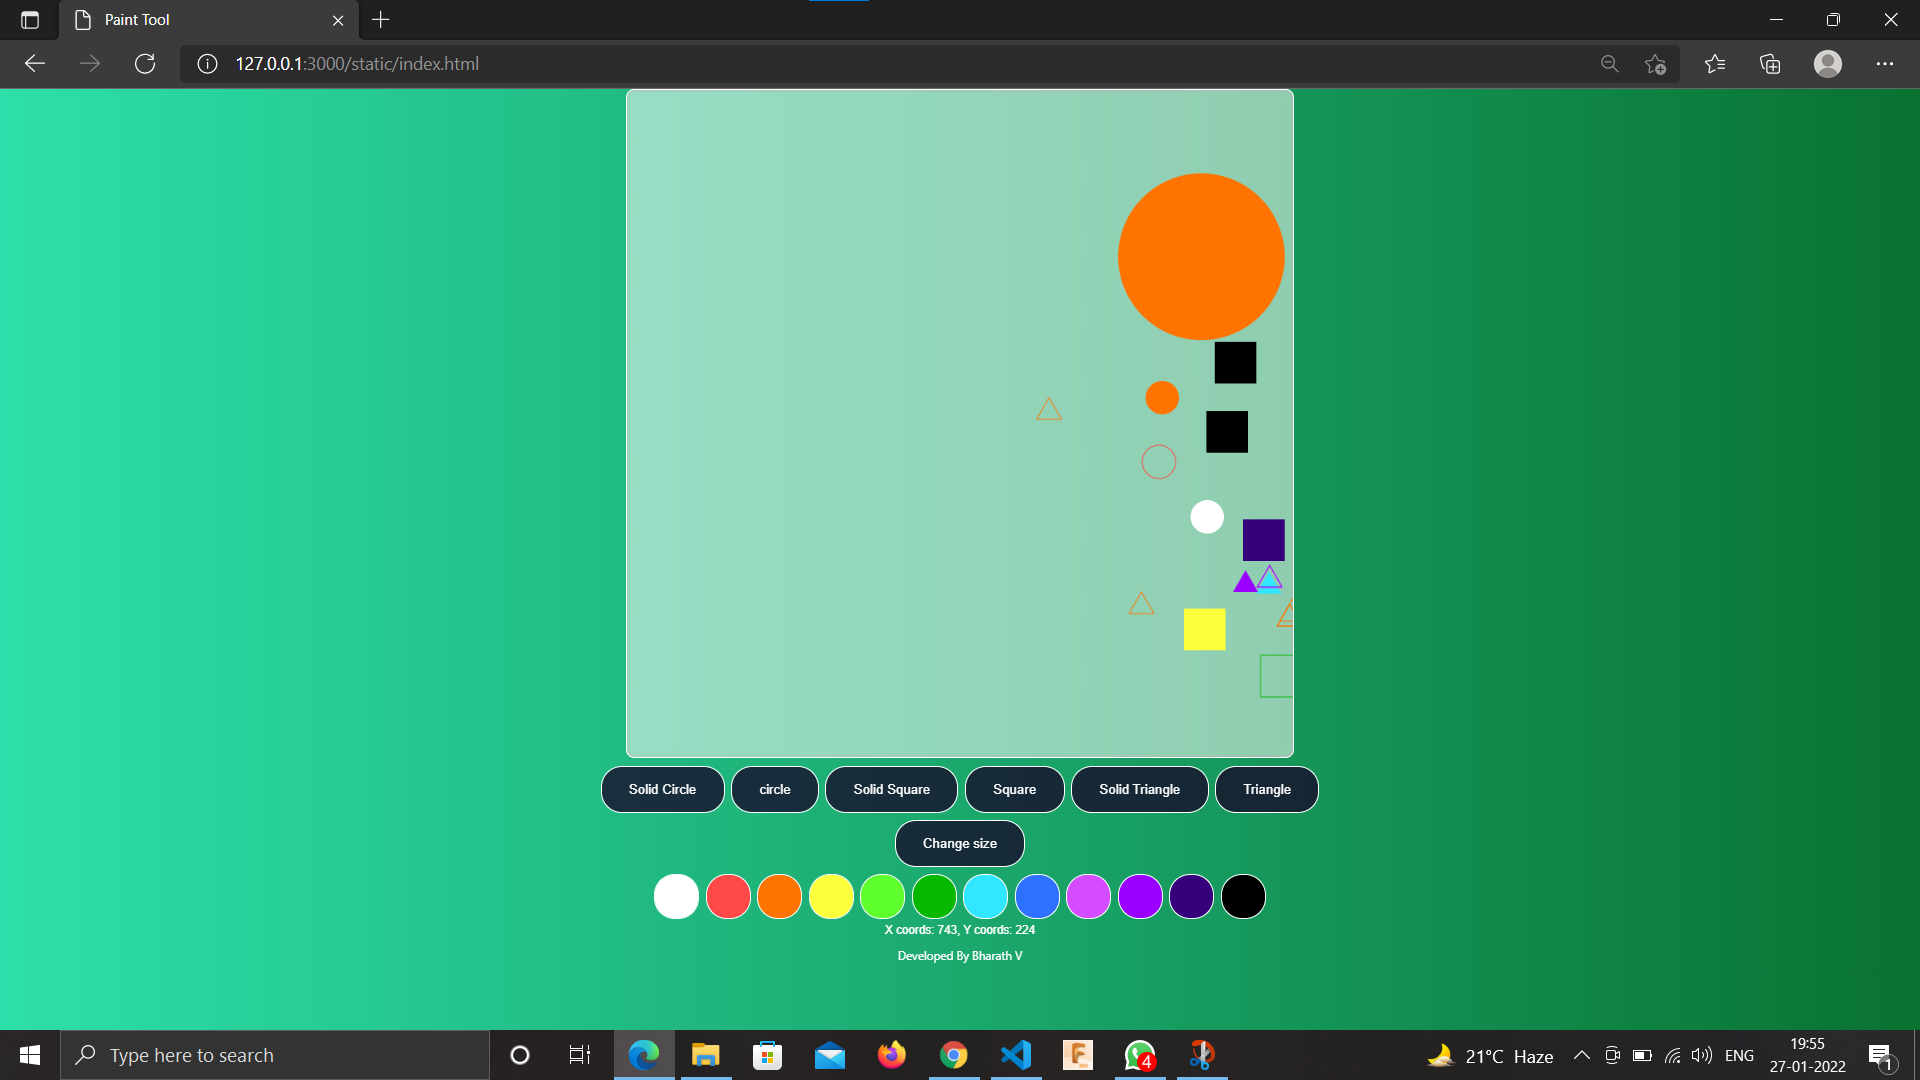 Paint Tool
127.0.0.1:3000/static/index.html
Solid Circle
circle
Solid Square
Square
Solid Triangle
Triangle
Change size
X coords: 743, Y coords: 224
Developed By Bharath V
Type here to search
4
21°C Haze
ENG
19:55
27-01-2022
1